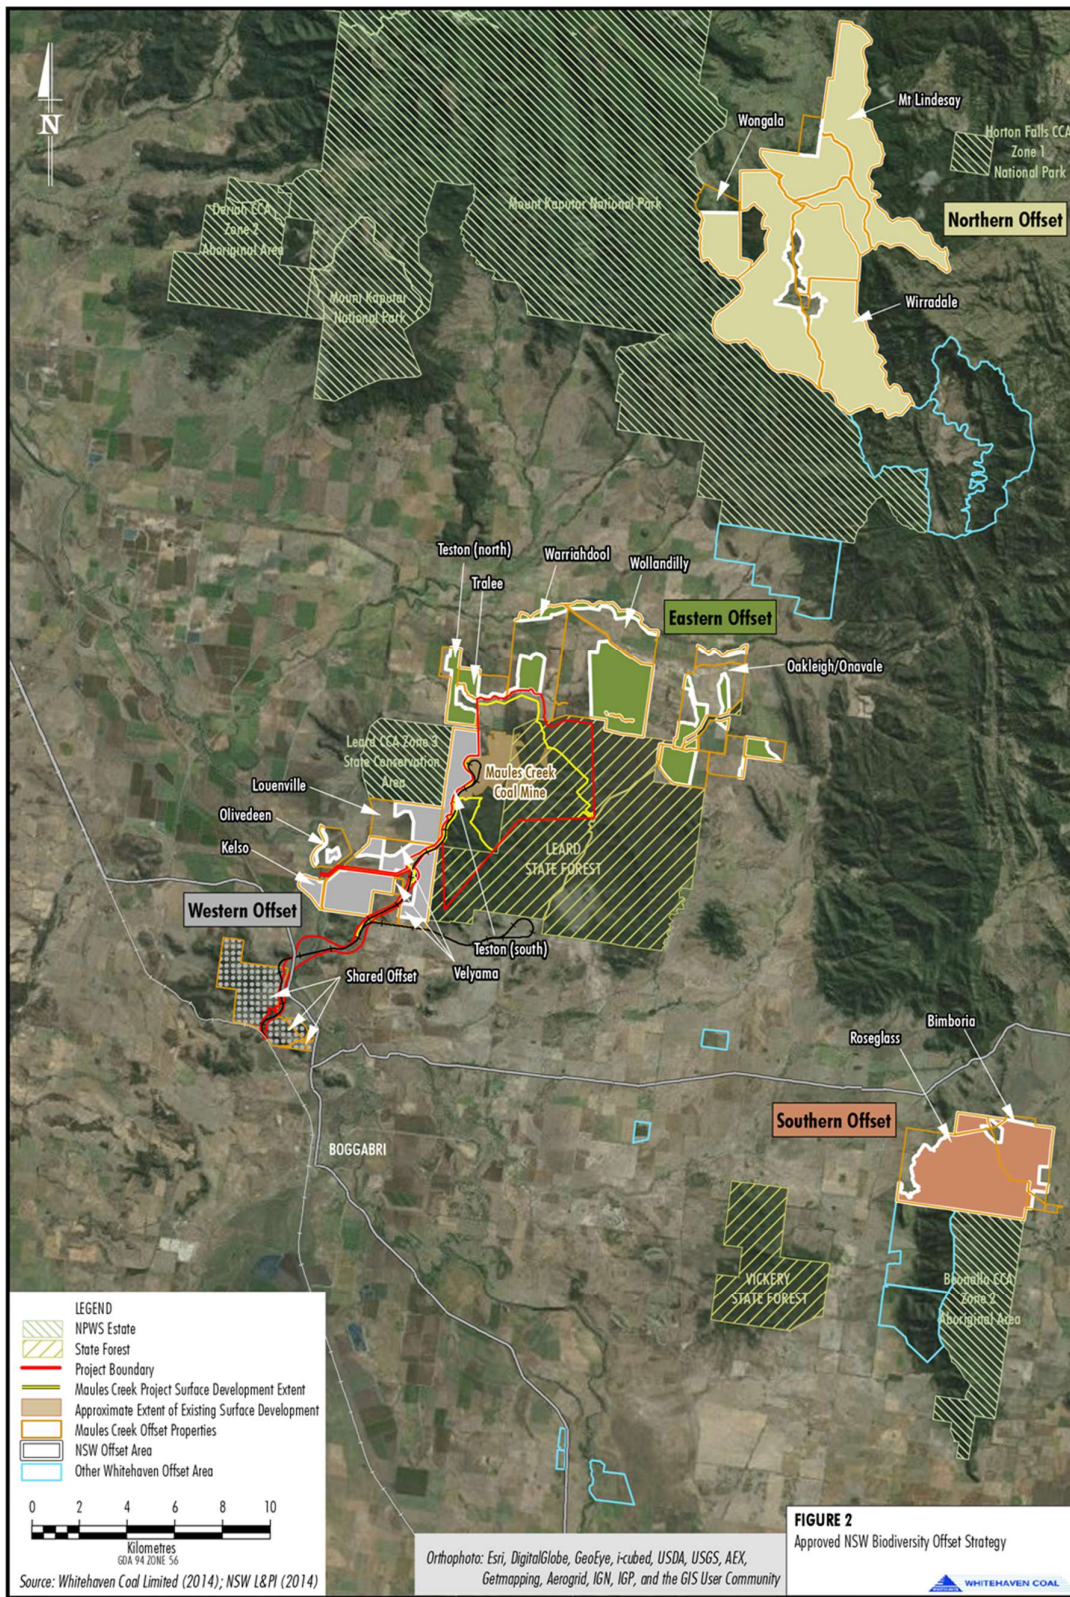 N
Mt Lindesay
Wongala
Horton Falls CCA
Zone 1
National Park
Deriah CCA
Zone 2
Aboriginal Area
Mount Kaputar National Park
Northern Offset
Mount Kaputar
National Park
Wirradale
Teston (north)
Tralee
Warriahdool
Wollandilly
Eastern Offset
Oakleigh/Onavale
Leard CCA Zone 3
State Conservation
Area
Maules Creek
Coal Mine
Louenville
Olivedeen
Kelso
LEARD
STATE FOREST
Western Offset
Teston (south)
Velyama
Shared Offset
Bimboria
Roseglass
Southern Offset
BOGGABRI
VICKERY
STATE FOREST
Boonalla CCA
Zone 2
Aboriginal Area
LEGEND
NPWS Estate
State Forest
Project Boundary
Maules Creek Project Surface Development Extent
Approximate Extent of Existing Surface Development
Maules Creek Offset Properties
NSW Offset Area
Other Whitehaven Offset Area
0 2 4 6 8 10
Kilometres
GDA 94 ZONE 56
Source: Whitehaven Coal Limited (2014); NSW L&PI (2014)
Orthophoto: Esri, DigitalGlobe, GeoEye, i-cubed, USDA, USGS, AEX,
Getmapping, Aerogrid, IGN, IGP, and the GIS User Community
FIGURE 2
Approved NSW Biodiversity Offset Strategy
WHITEHAVEN COAL